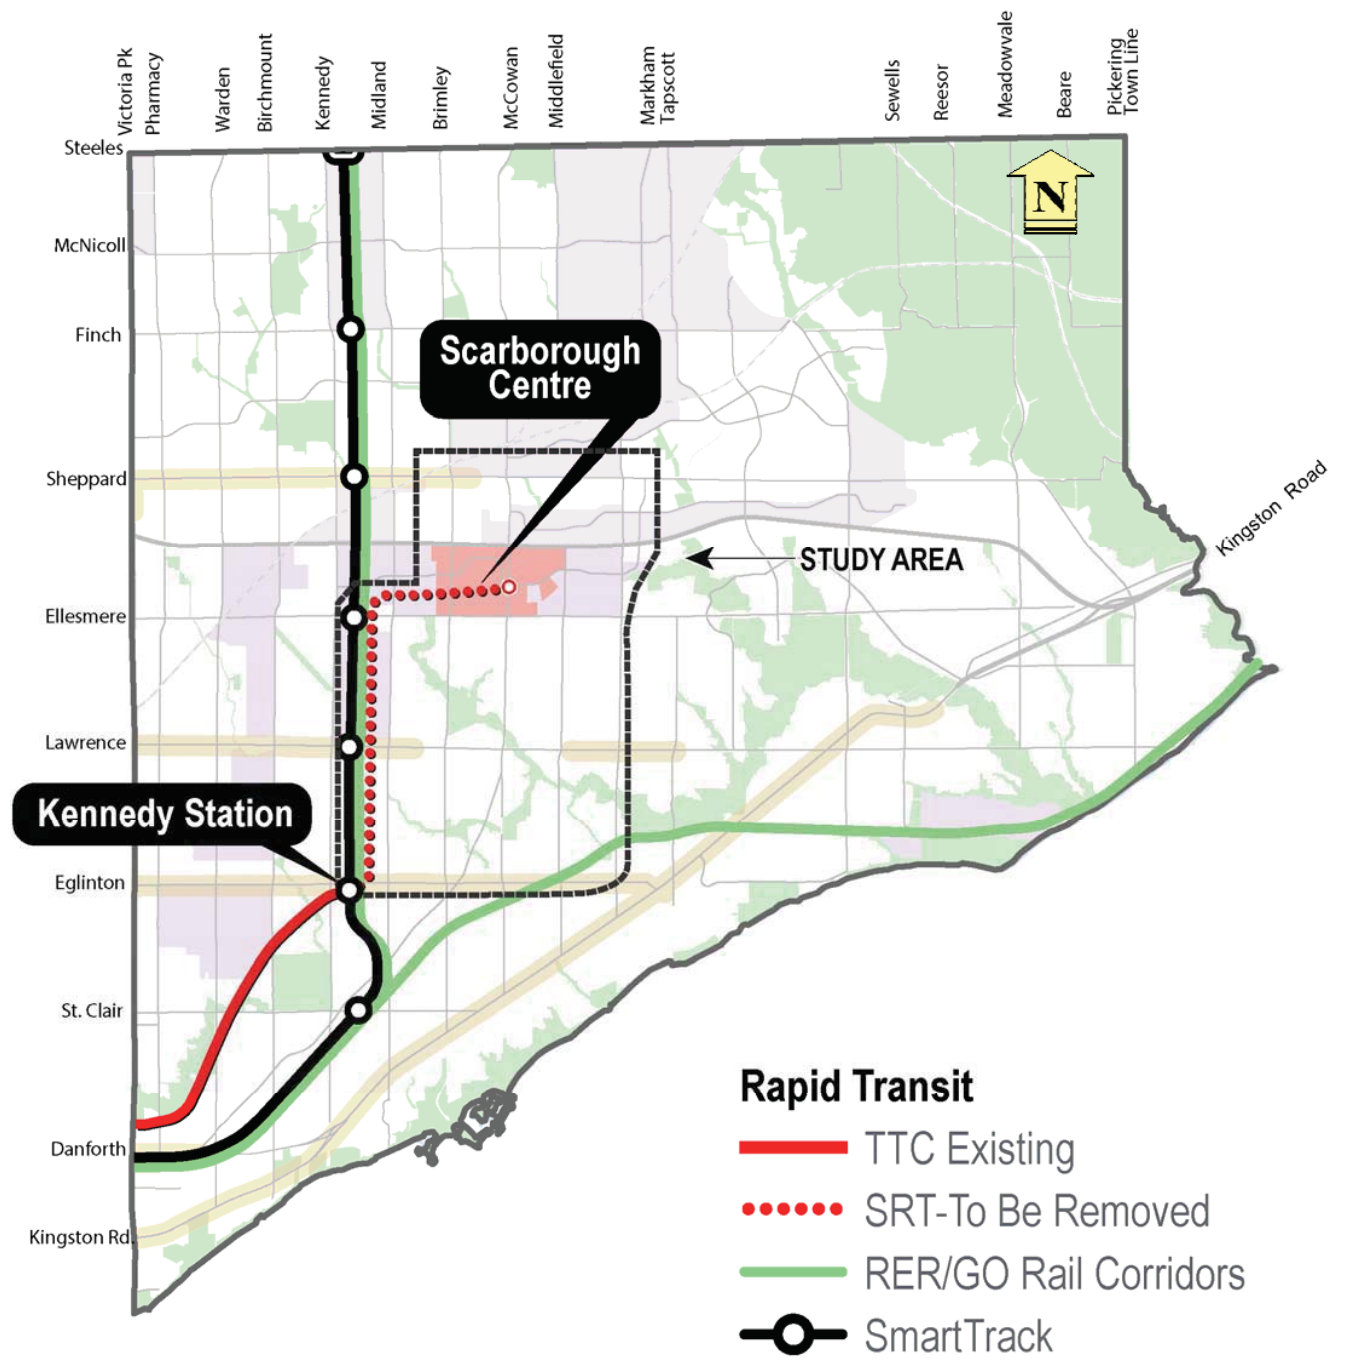 Victoria Pk
Pharmacy
Warden
Birchmount
Kennedy
Midland
Brimley
McCowan
Middlefield
Markham
Tapscott
Sewells
Reesor
Meadowvale
Beare
Pickering
Town Line
Steeles
N
McNicoll
Finch
Scarborough
Centre
Sheppard
Kingston Road
STUDY AREA
Ellesmere
Lawrence
Kennedy Station
Eglinton
St. Clair
Danforth
Kingston Rd.
Rapid Transit
TTC Existing
SRT-To Be Removed
RER/GO Rail Corridors
SmartTrack